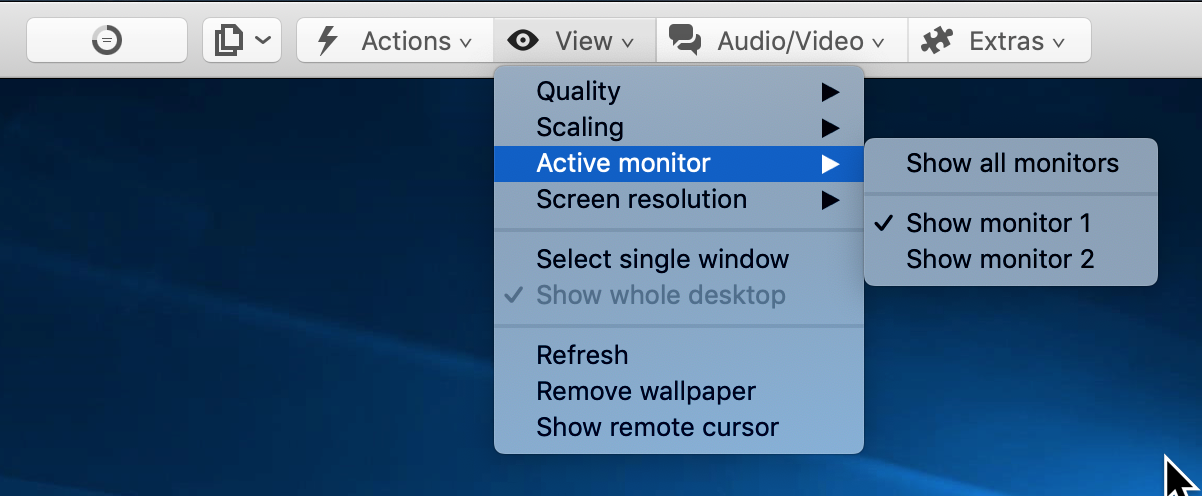 Actions View Audio/Video Extras
Quality
Scaling
Active monitor
Screen resolution
Select single window
Show whole desktop
Refresh
Remove wallpaper
Show remote cursor
Show all monitors
Show monitor 1
Show monitor 2